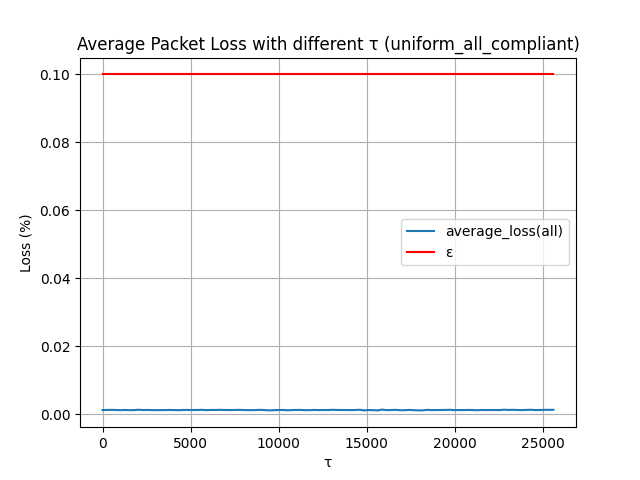 Average Packet Loss with different τ (uniform_all_compliant)
Loss (%)
0.10
0.08
0.06
0.04
0.02
0.00
average_loss(all)
ε
0 5000 10000 15000 20000 25000
τ